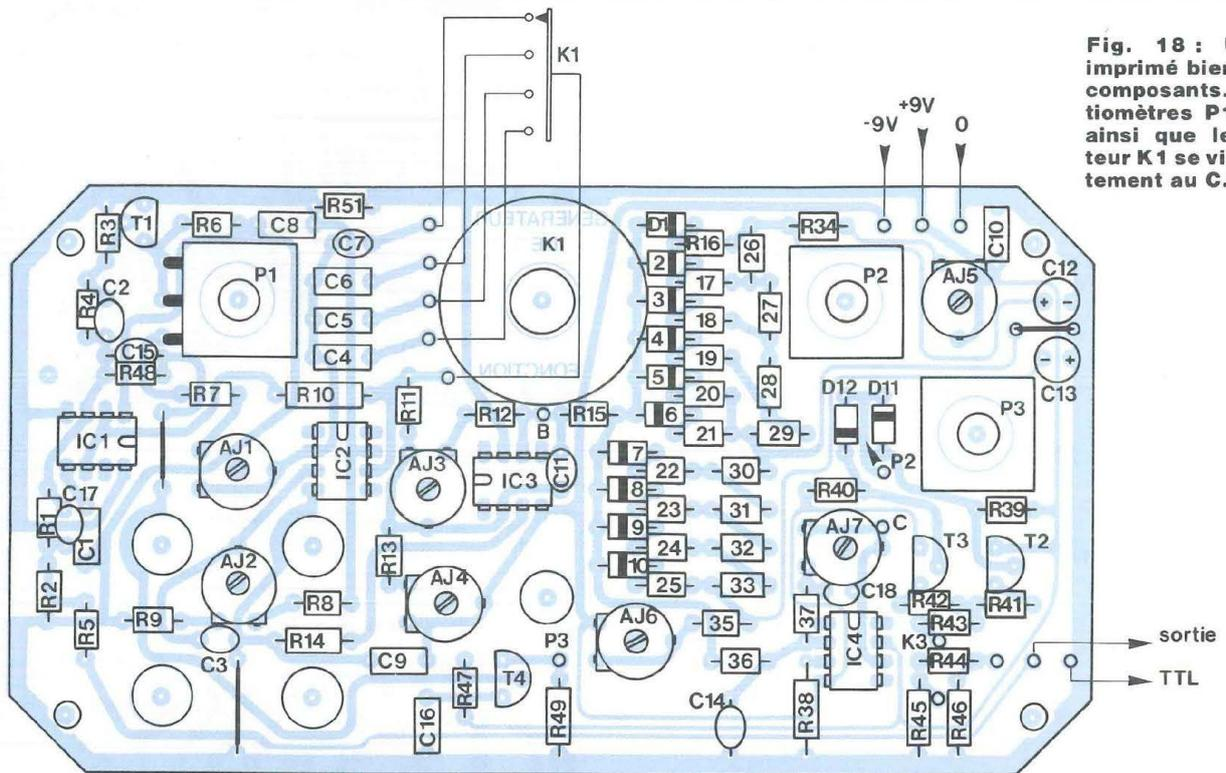 Fig. 18 :
imprimé bien
composants.
tiomètres P1
ainsi que le
teur K1 se vi
tement au C.
K1
-9V
+9V
0
R3
T1
R6
C8
R51
C7
GENERATEUR
DE
K1
D1
R16
26
R34
C10
R4
C2
P1
C6
2
17
P2
AJ5
C12
+ -
C5
3
18
27
C15
R48
C4
4
19
- +
C13
FONCTION
5
20
28
D12
D11
R7
R10
R11
R12
B
R15
6
21
29
P3
IC1
AJ1
IC2
AJ3
IC3
C11
7
22
30
P2
8
23
31
R40
R39
R1
C17
C1
9
24
32
AJ7
C
T3
T2
R13
R2
AJ2
AJ4
10
25
33
C18
R42
R41
R5
R9
R8
AJ6
35
37
IC4
R43
K3
sortie
C3
R14
C9
R47
T4
P3
36
R44
TTL
C16
R49
C14
R38
R45
R46